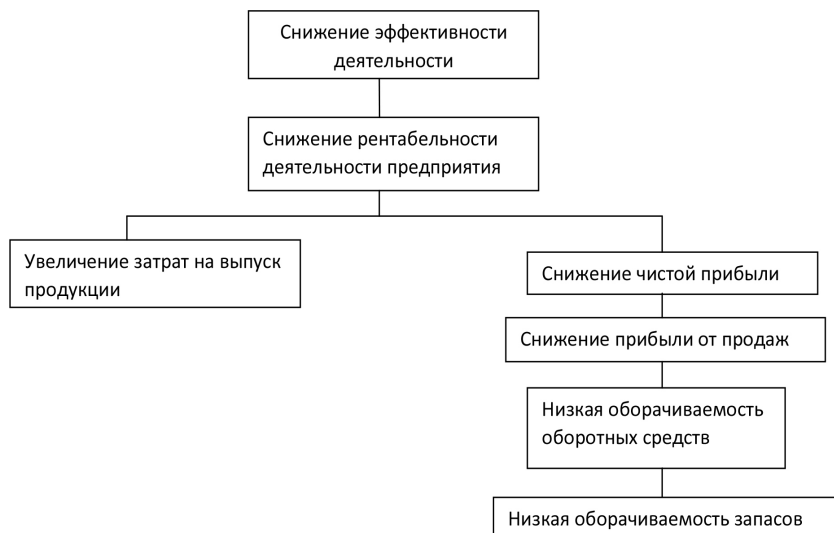 Снижение эффективности
деятельности
Снижение рентабельности
деятельности предприятия
Увеличение затрат на выпуск
продукции
Снижение чистой прибыли
Снижение прибыли от продаж
Низкая оборачиваемость
оборотных средств
Низкая оборачиваемость запасов